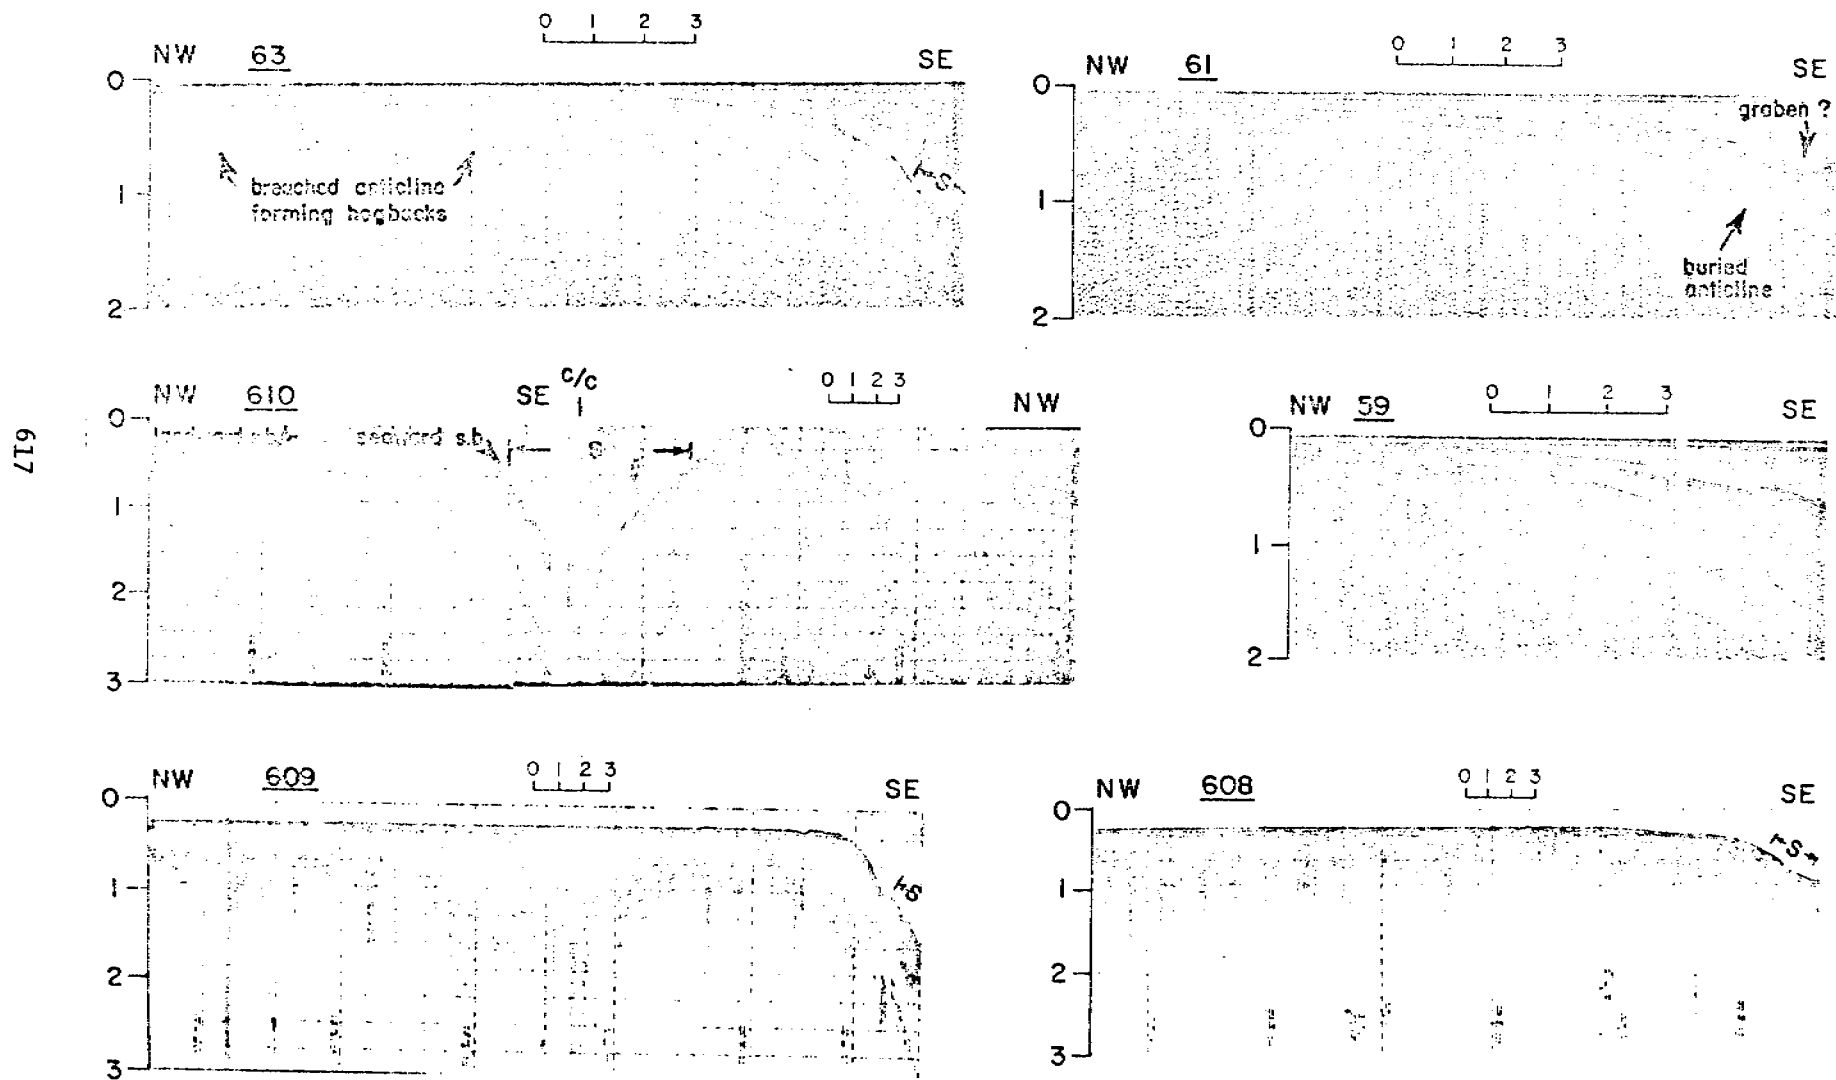 0 1 2 3
NW 63 SE
0
1
2
breached anticline
forming hogbacks
S
0 1 2 3
NW 61 SE
0
1
2
graben ?
buried
anticline
617
NW 610 SE c/c NW
0 1 2 3
0
1
2
3
seaward s.b.
S
NW 59 SE
0 1 2 3
0
1
2
NW 609 SE
0 1 2 3
0
1
2
3
S
NW 608 SE
0 1 2 3
0
1
2
3
S